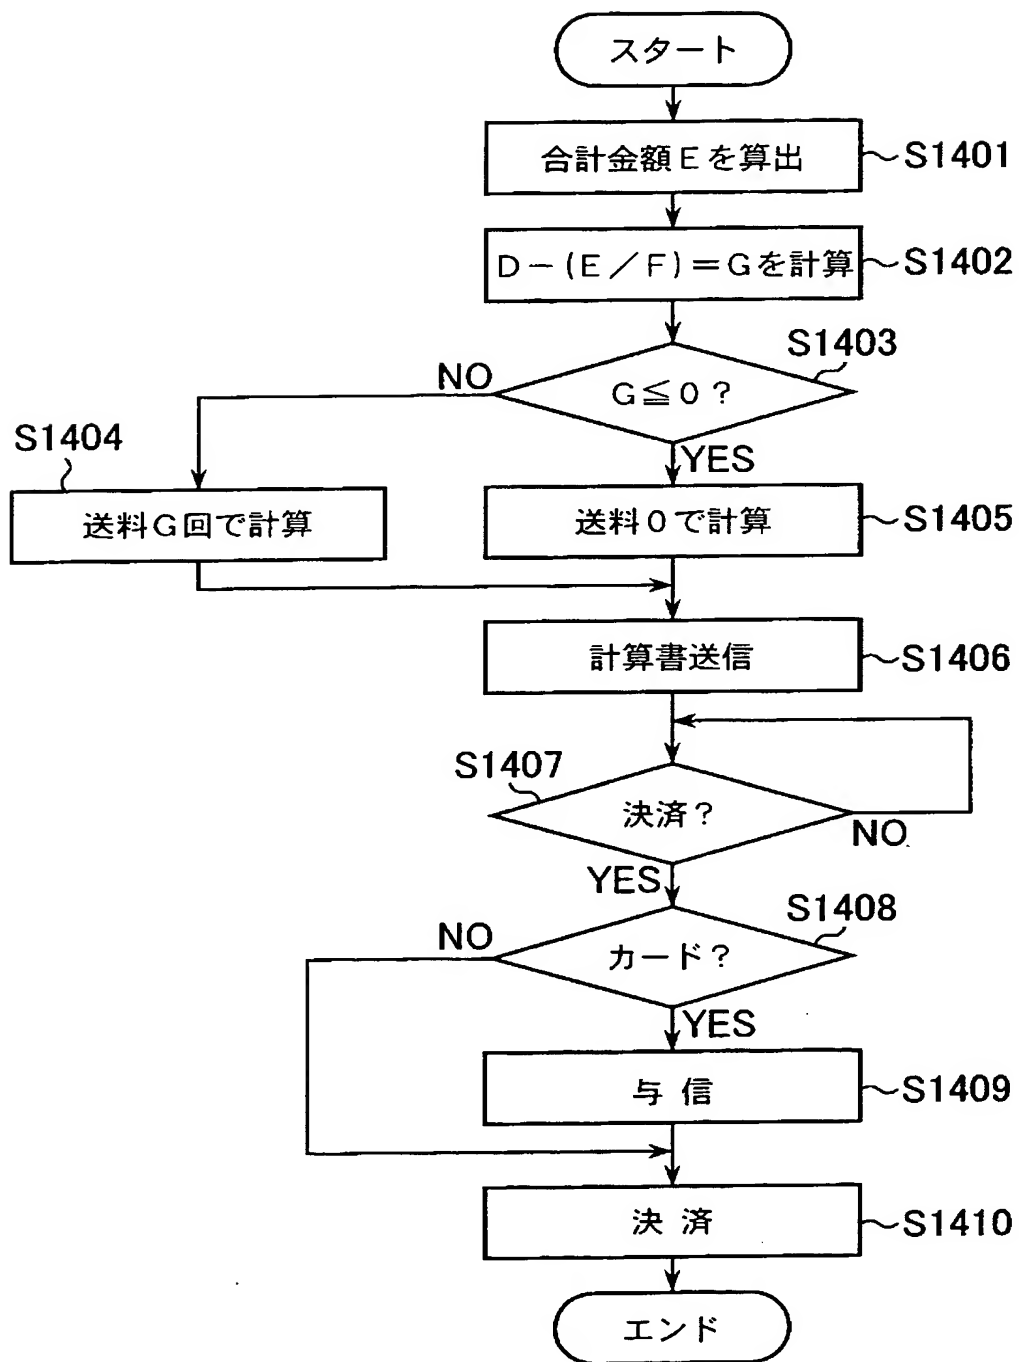 スタート
合計金額Eを算出
S1401
D－(E／F)＝Gを計算
S1402
S1403
NO
G≦0？
YES
S1404
送料G回で計算
送料0で計算
S1405
計算書送信
S1406
S1407
決済？
NO
YES
S1408
NO
カード？
YES
与信
S1409
決済
S1410
エンド